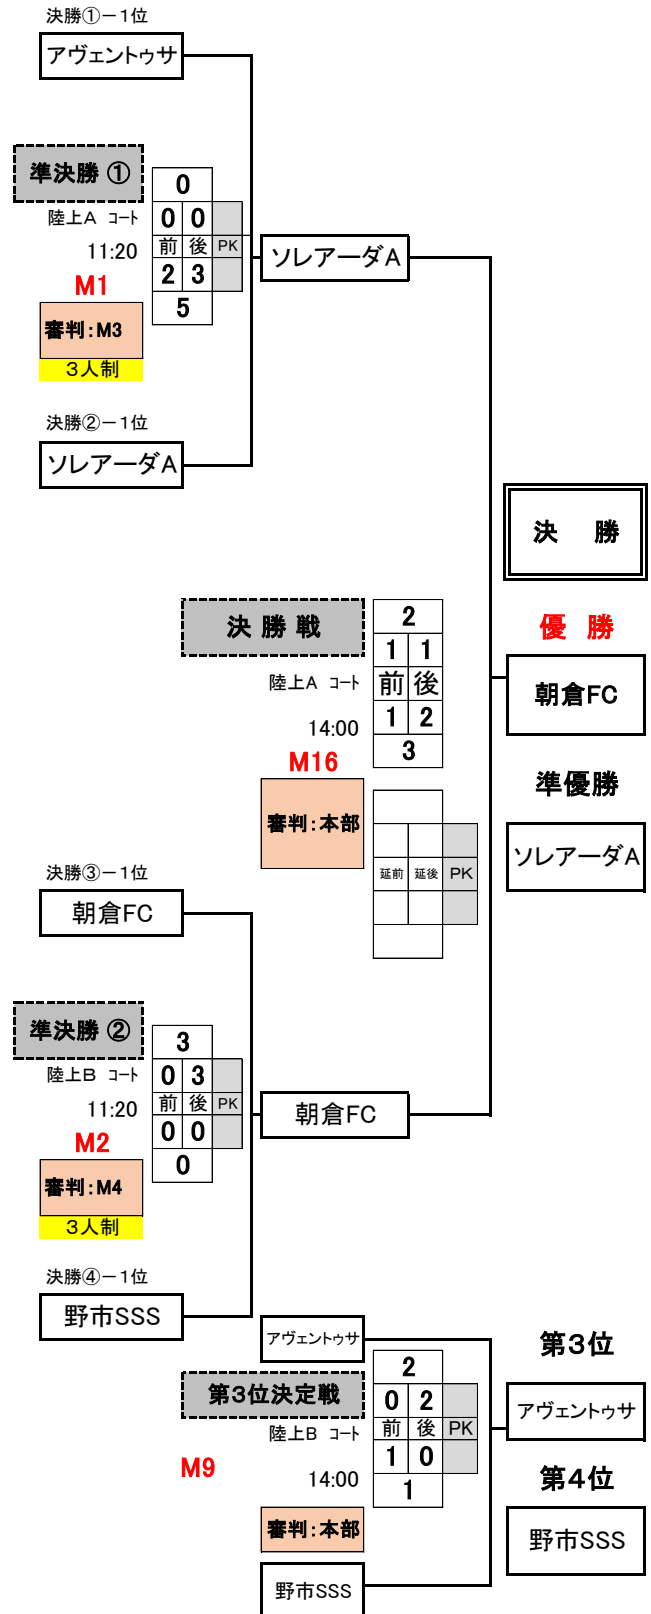 決勝①－１位
アヴェントゥサ
準決勝 ①
0
陸上A コート
0 0
11:20
前 後 PK
ソレアーダA
M1
2 3
5
審判：M3
３人制
決勝②－１位
ソレアーダA
決 勝
決 勝 戦
2
優 勝
1 1
陸上A コート
前 後
朝倉FC
14:00
1 2
M16
3
準優勝
審判：本部
ソレアーダA
延前 延後 PK
決勝③－１位
朝倉FC
準決勝 ②
3
陸上B コート
0 3
11:20
前 後 PK
朝倉FC
M2
0 0
0
審判：M4
３人制
決勝④－１位
野市SSS
アヴェントゥサ
第３位
2
第３位決定戦
0 2
アヴェントゥサ
陸上B コート
前 後 PK
M9
1 0
14:00
1
第４位
審判：本部
野市SSS
野市SSS